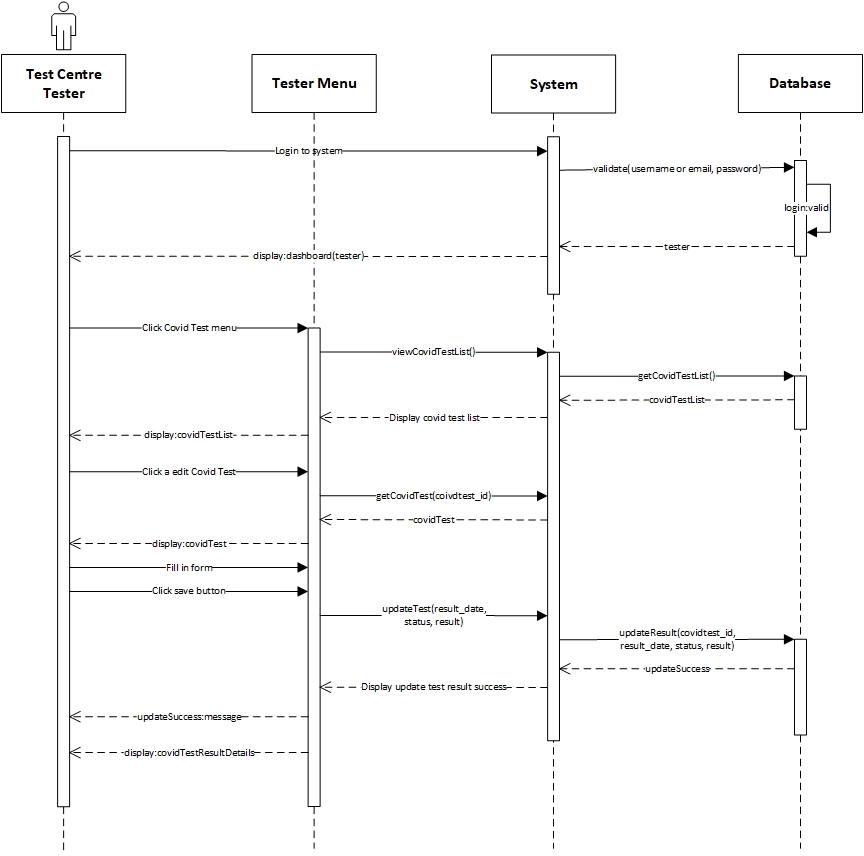 Test Centre
Tester
Tester Menu
System
Database
Login to system
validate(username or email, password)
login:valid
tester
display:dashboard(tester)
Click Covid Test menu
viewCovidTestList()
getCovidTestList()
covidTestList
Display covid test list
display:covidTestList
Click a edit Covid Test
getCovidTest(coivdtest_id)
covidTest
display:covidTest
Fill in form
Click save button
updateTest(result_date,
status, result)
updateResult(covidtest_id,
result_date, status, result)
updateSuccess
Display update test result success
updateSuccess:message
display:covidTestResultDetails